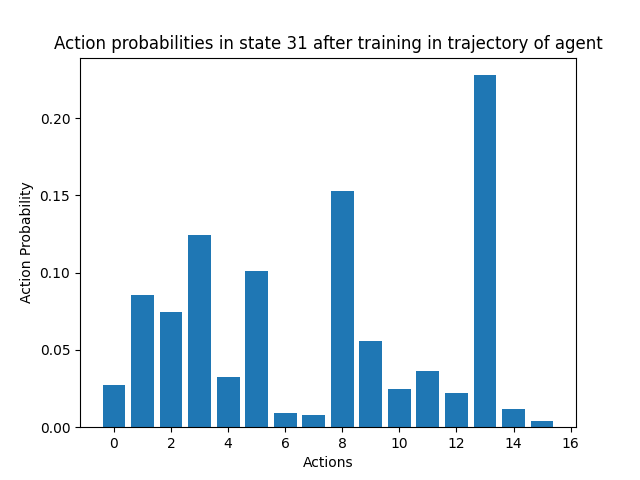 Action probabilities in state 31 after training in trajectory of agent
0.20
0.15
0.10
0.05
0.00
Action Probability
0 2 4 6 8 10 12 14 16
Actions